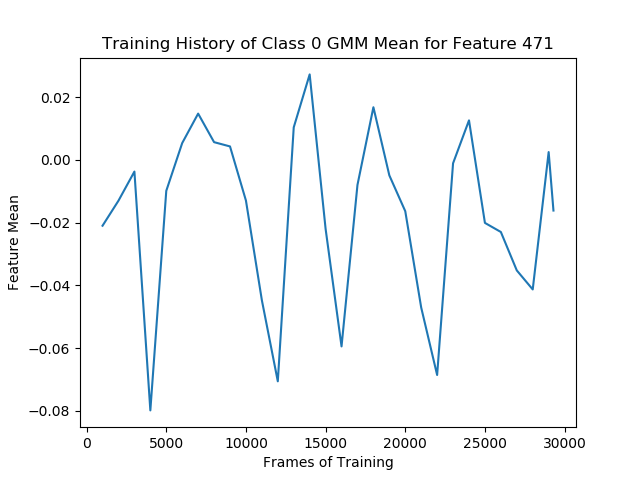 Training History of Class 0 GMM Mean for Feature 471
0.02
0.00
−0.02
−0.04
−0.06
−0.08
Feature Mean
0 5000 10000 15000 20000 25000 30000
Frames of Training